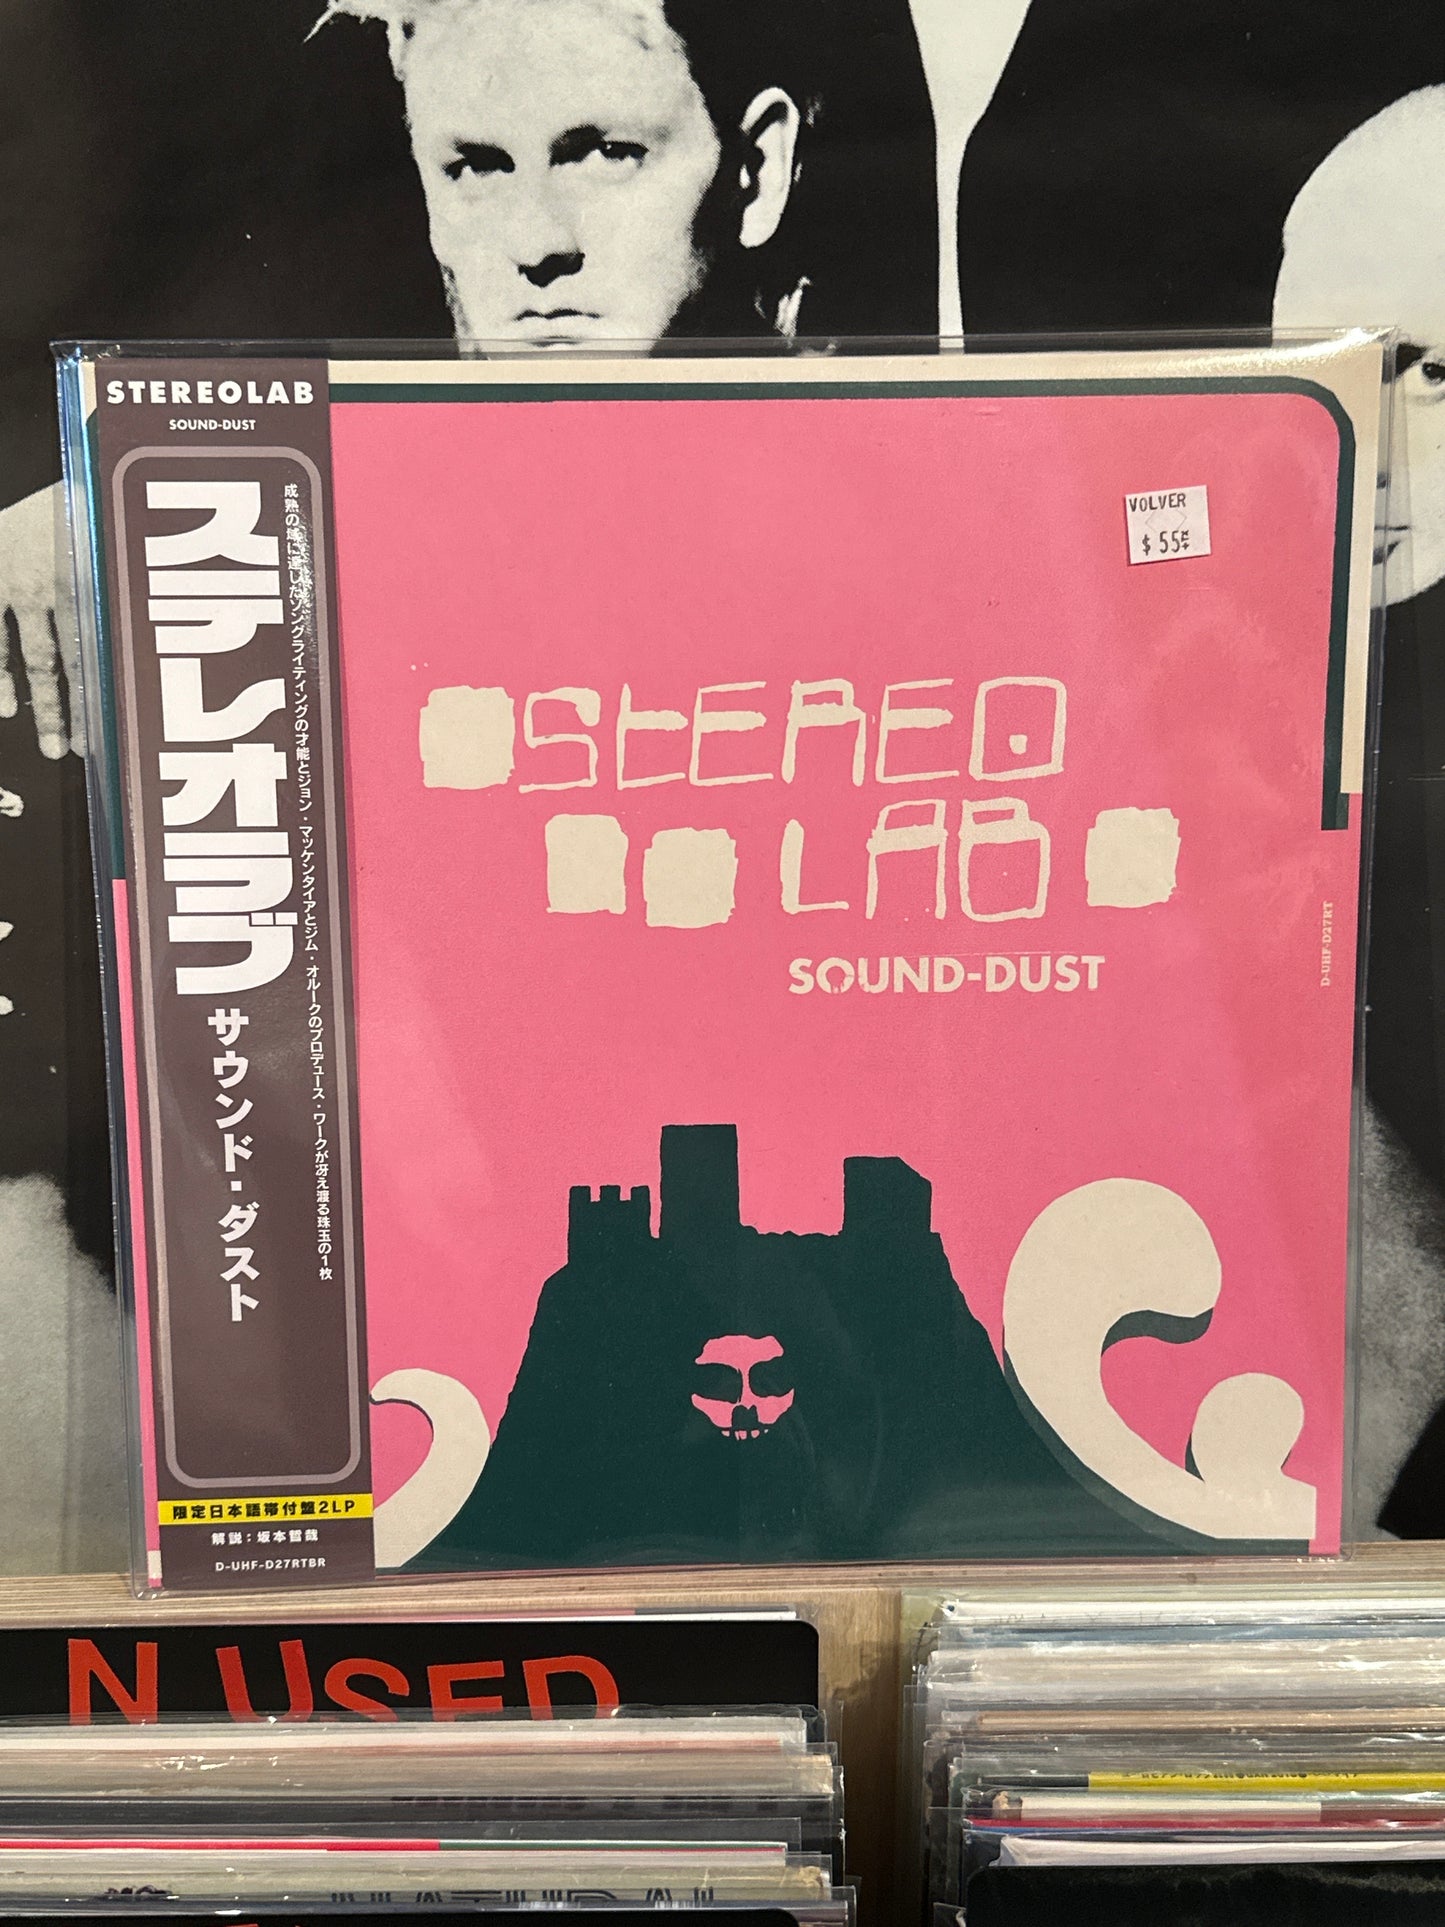 STEREOLAB
SOUND-DUST
成熟の域に達したソングライティングの才能とジョン・マッケンタイアとジム・オルークのプロデュース・ワークが冴え渡る珠玉の1枚
ステレオラブ
サウンド・ダスト
限定日本語帯付盤2LP
解説：坂本哲哉
D-UHF-D27RTBR
VOLVER
$ 55
STEREO
LAB
SOUND-DUST
D-UHF-D27RT
N USED